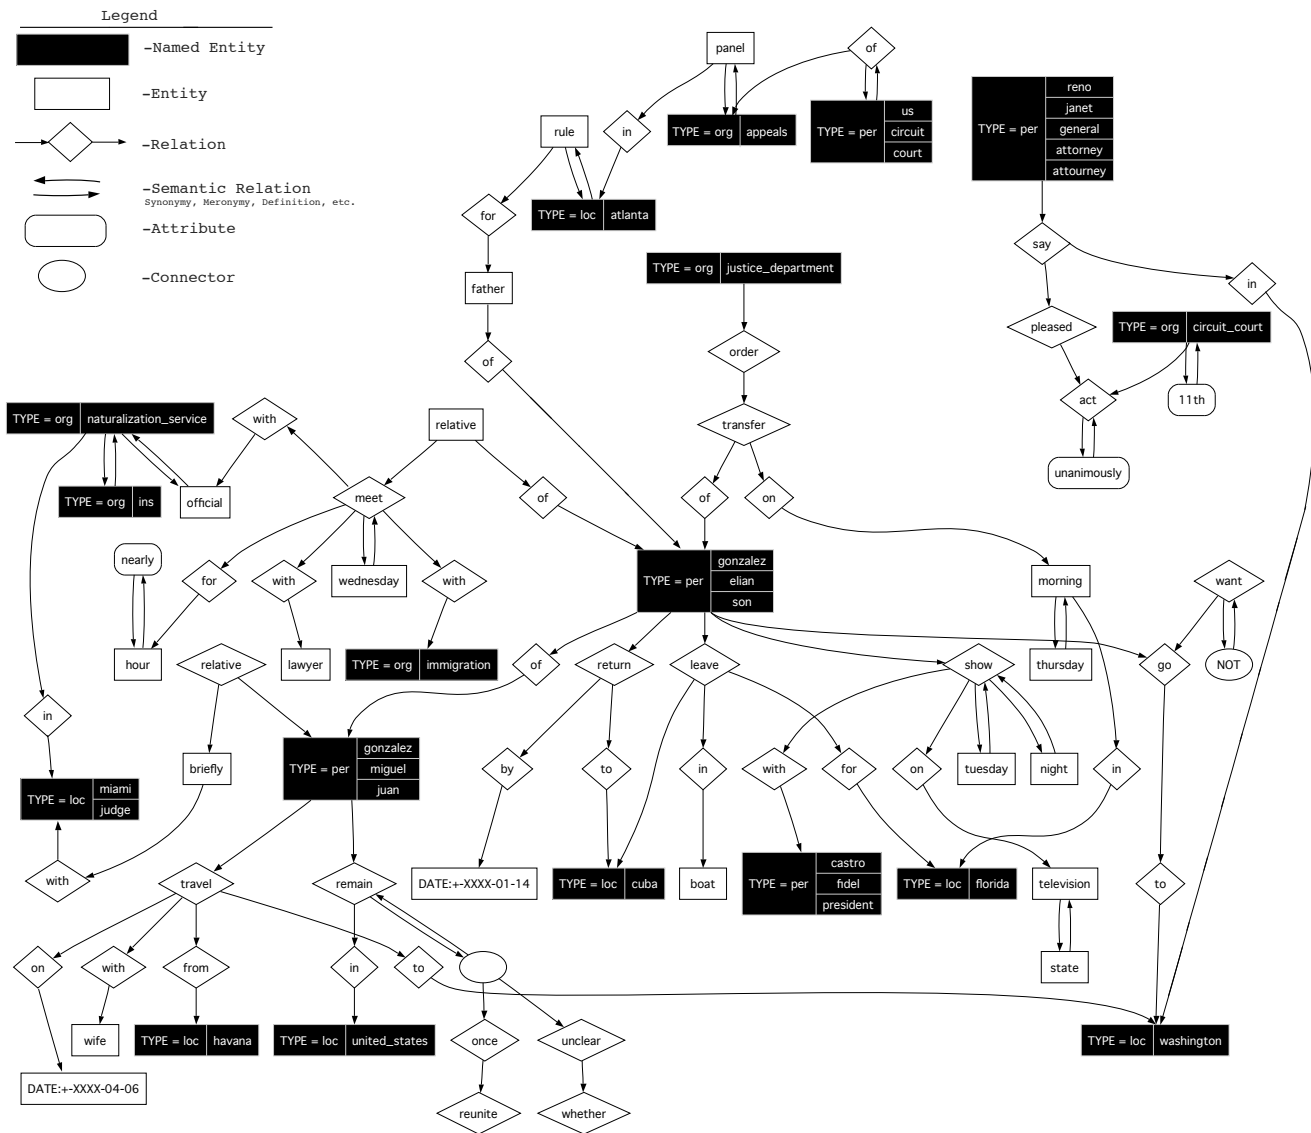 Legend
-Named Entity
-Entity
-Relation
-Semantic Relation
Synonymy, Meronymy, Definition, etc.
-Attribute
-Connector
panel
of
TYPE = org appeals
TYPE = per
us
circuit
court
rule
in
TYPE = loc atlanta
TYPE = per
reno
janet
general
attorney
attourney
for
say
father
TYPE = org justice_department
in
pleased
TYPE = org circuit_court
of
order
act
11th
TYPE = org naturalization_service
with
relative
transfer
unanimously
TYPE = org ins
official
meet
of
of
on
nearly
for
with
wednesday
with
TYPE = per
gonzalez
elian
son
morning
want
hour
relative
lawyer
TYPE = org immigration
of
return
leave
show
thursday
go
NOT
in
briefly
TYPE = per
gonzalez
miguel
juan
by
to
in
with
for
on
tuesday
night
in
TYPE = loc
miami
judge
with
travel
remain
DATE:+-XXXX-01-14
TYPE = loc cuba
boat
TYPE = per
castro
fidel
president
TYPE = loc florida
television
to
on
with
from
in
to
state
wife
TYPE = loc havana
TYPE = loc united_states
once
unclear
TYPE = loc washington
DATE:+-XXXX-04-06
reunite
whether